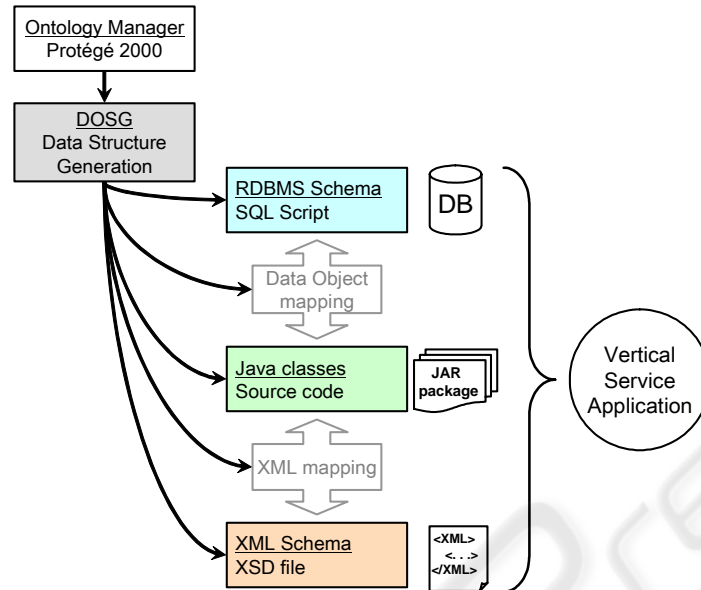 Ontology Manager
Protégé 2000
DOSG
Data Structure
Generation
RDBMS Schema
SQL Script
DB
Data Object
mapping
Java classes
Source code
JAR
package
XML mapping
XML Schema
XSD file
<XML>
<. . .>
</XML>
Vertical
Service
Application